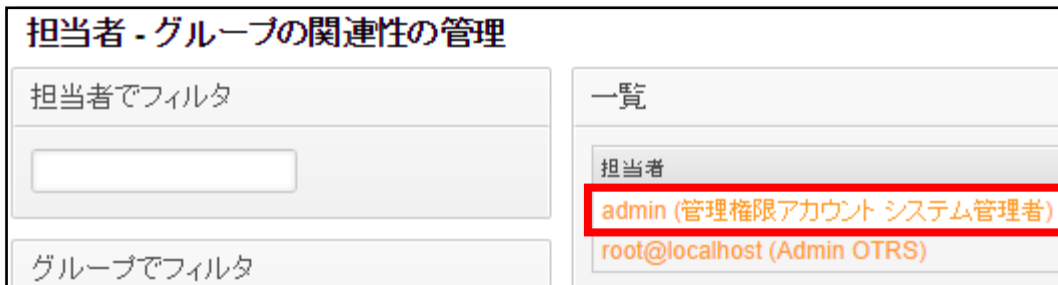 担当者 - グループの関連性の管理
担当者でフィルタ
グループでフィルタ
一覧
担当者
admin (管理権限アカウント システム管理者)
root@localhost (Admin OTRS)